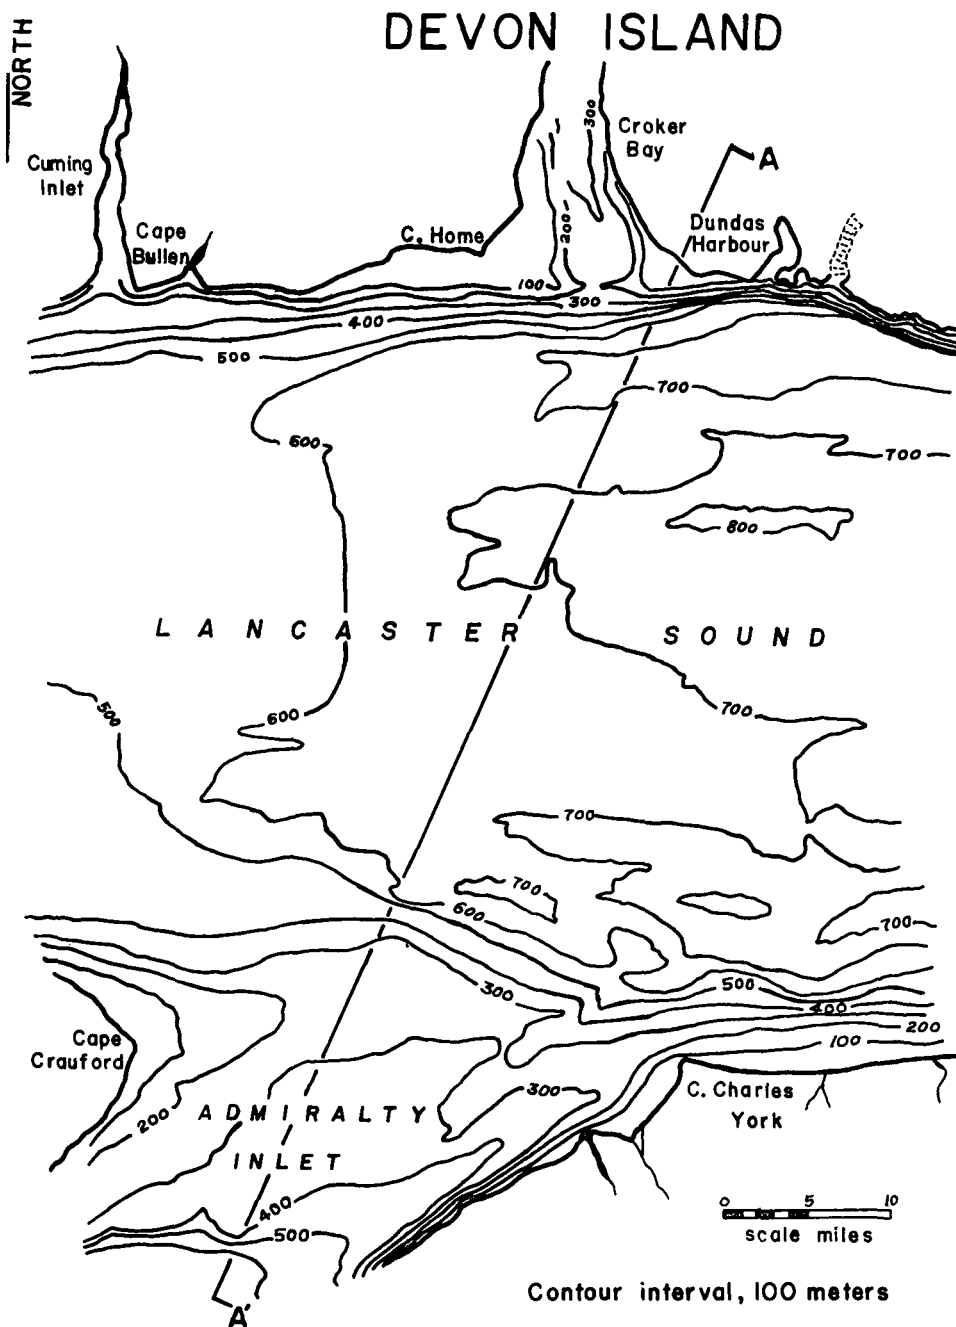 DEVON ISLAND
NORTH
300
Croker
Bay
A
Cuming
Inlet
Cape
Bullen
C. Home
200
Dundas
Harbour
100
300
400
500
700
600
700
800
LANCASTER SOUND
500
600
700
700
700
600
700
500
300
400
200
100
Cape
Crauford
300
C. Charles
York
200
ADMIRALTY
INLET
400
500
0 5 10
scale miles
A'
Contour interval, 100 meters